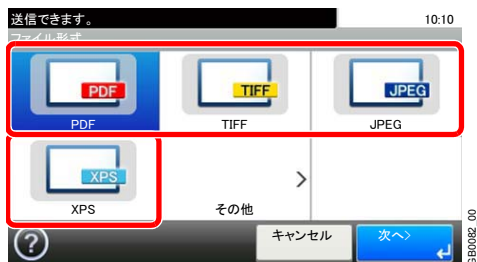 送信できます。 10:10
ファイル形式
PDF TIFF JPEG
PDF TIFF JPEG
XPS
XPS その他 >
? キャンセル 次へ>
GB0082_00